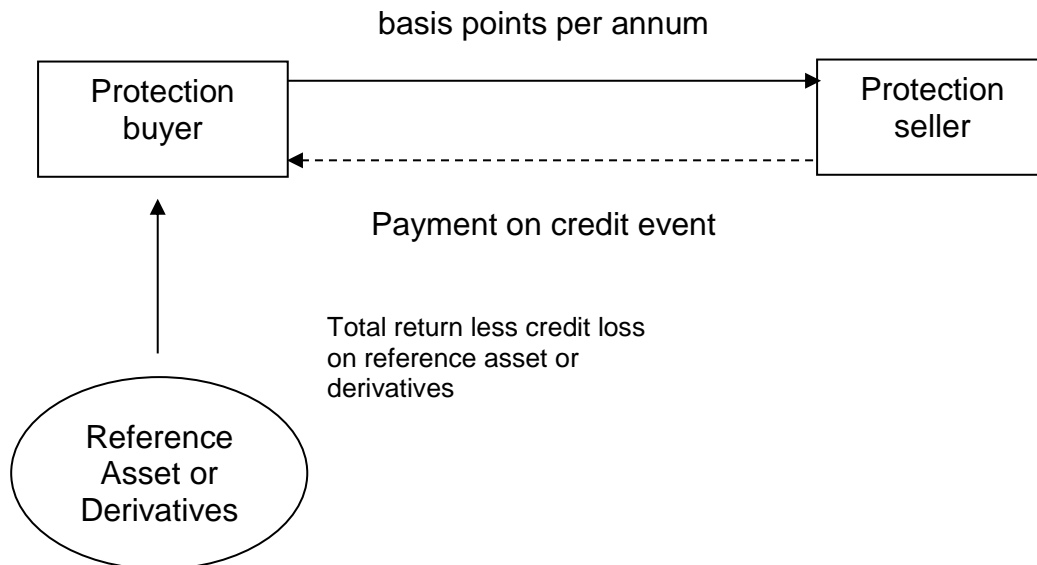 basis points per annum
Protection
buyer
Protection
seller
Payment on credit event
Total return less credit loss
on reference asset or
derivatives
Reference
Asset or
Derivatives